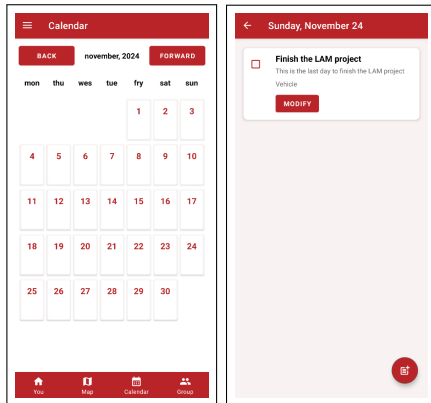 Calendar
BACK november, 2024 FORWARD
mon thu wes tue fry sat sun
1 2 3
4 5 6 7 8 9 10
11 12 13 14 15 16 17
18 19 20 21 22 23 24
25 26 27 28 29 30
You Map Calendar Group
Sunday, November 24
Finish the LAM project
This is the last day to finish the LAM project
Vehicle
MODIFY